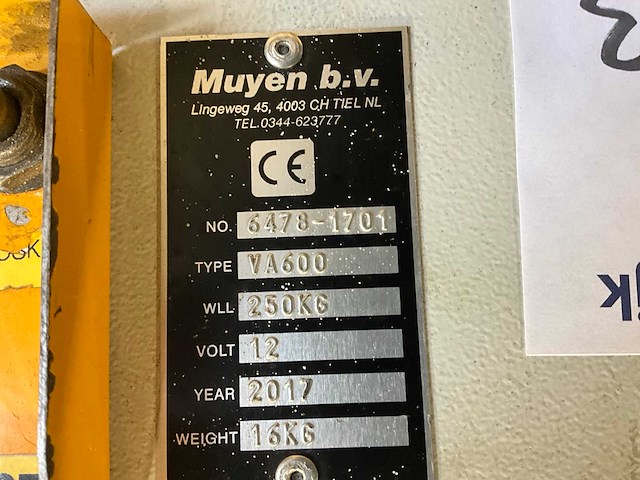 Muyen b.v.
Lingeweg 45, 4003 CH TIEL NL
TEL.0344-623777
CE
NO. 6478-1701
TYPE VA600
WLL 250KG
VOLT 12
YEAR 2017
WEIGHT 16KG